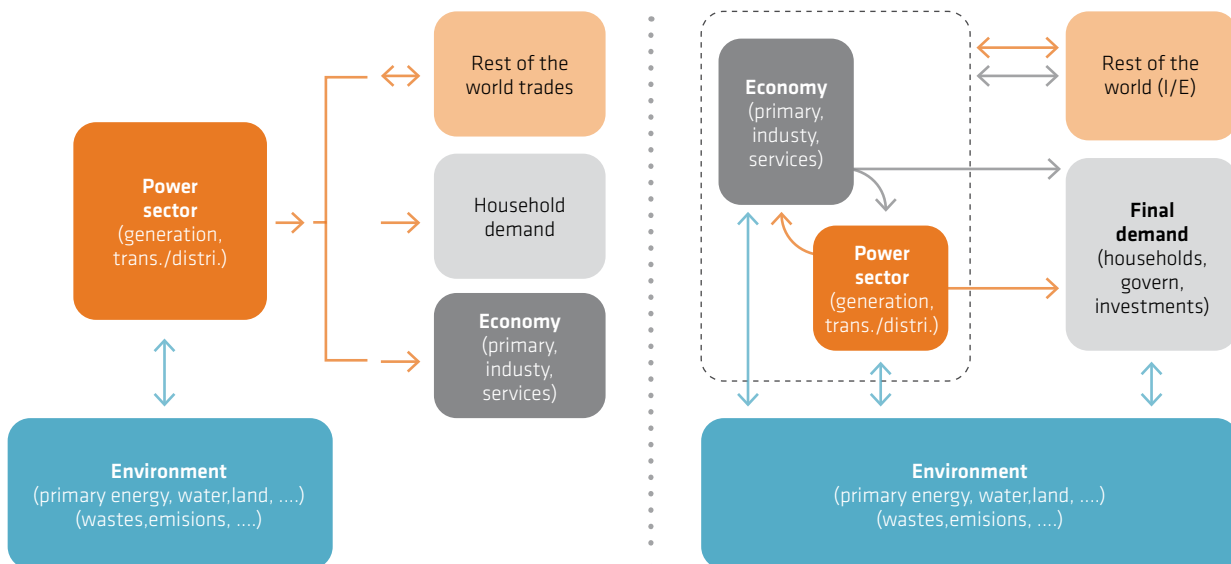 Rest of the
world trades
Power
sector
(generation,
trans./distri.)
Household
demand
Economy
(primary,
industy,
services)
Environment
(primary energy, water,land, ....)
(wastes,emisions, ....)
Economy
(primary,
industy,
services)
Rest of the
world (I/E)
Power
sector
(generation,
trans./distri.)
Final
demand
(households,
govern,
investments)
Environment
(primary energy, water,land, ....)
(wastes,emisions, ....)